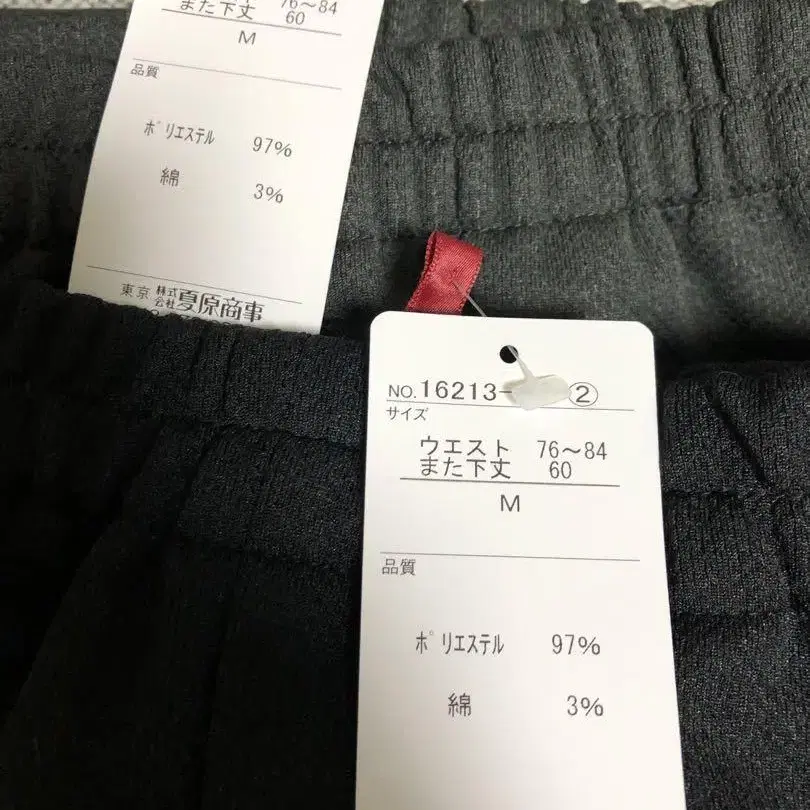 76～84
また下丈 60
M
品質
ポリエステル 97%
綿 3%
東京 株式会社 夏原商事
NO.16213- ②
サイズ
ウエスト 76～84
また下丈 60
M
品質
ポリエステル 97%
綿 3%